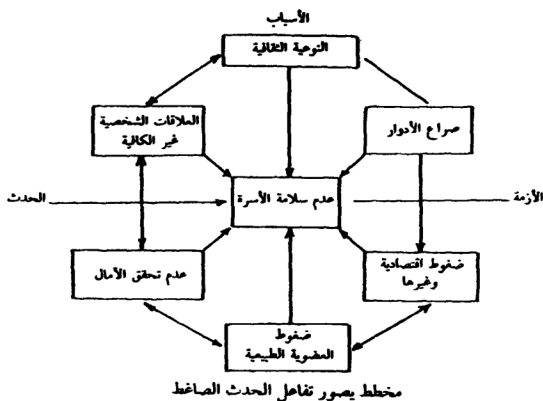 الأسباب
النوعية الثقافية
صراع الأدوار
العلاقات الشخصية
غير الكافية
الأزمة
عدم سلامة الأسرة
الحدث
ضغوط اقتصادية
وغيرها
عدم تحقق الآمال
ضغوط
العضوية الطبيعية
مخطط يصور تفاعل الحدث الضاغط